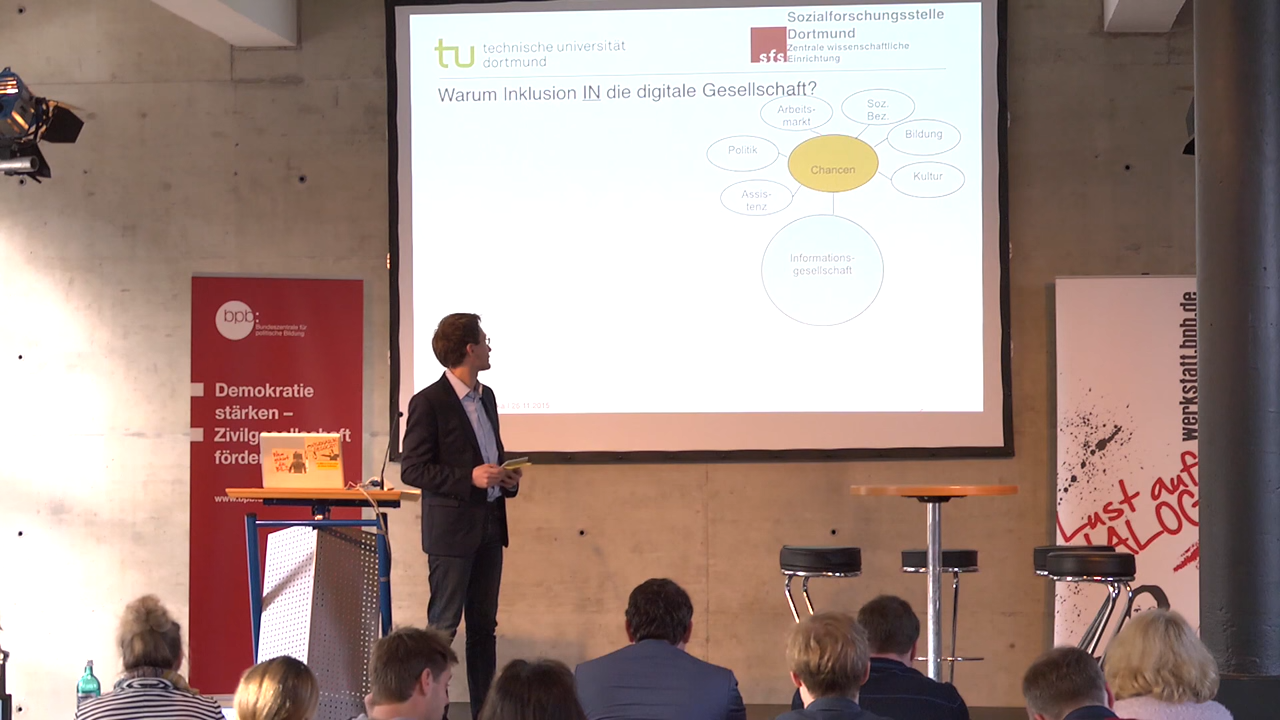 tu technische universität
dortmund
Sozialforschungsstelle
Dortmund
Zentrale wissenschaftliche
Einrichtung
sfs
Warum Inklusion IN die digitale Gesellschaft?
Arbeits-
markt
Soz.
Bez.
Politik
Bildung
Chancen
Kultur
Assis-
tenz
Informations-
gesellschaft
bpb:
Bundeszentrale für
politische Bildung
Demokratie
stärken –
werkstatt.bpb.de
Lust auf